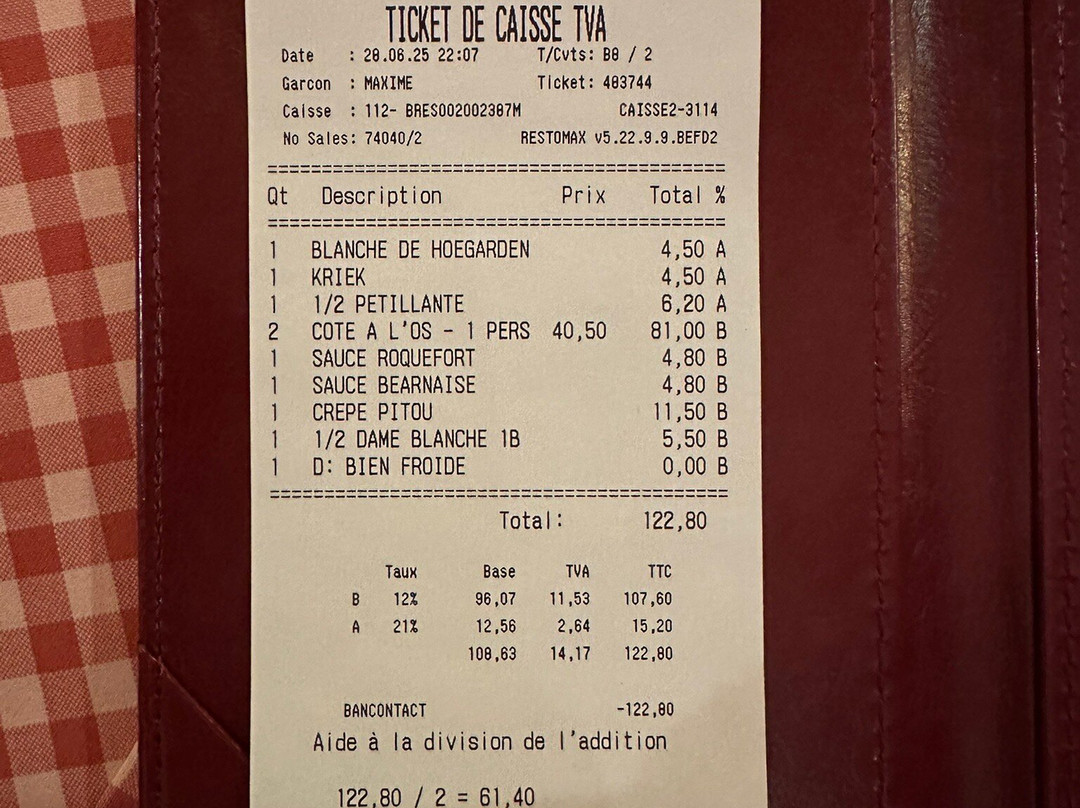 TICKET DE CAISSE TVA
Date : 28.06.25 22:07 T/Cvts: B8 / 2
Garcon : MAXIME Ticket: 483744
Caisse : 112- BRES002002387M CAISSE2-3114
No Sales: 74040/2 RESTOMAX v5.22.9.9.BEFD2
Qt Description Prix Total %
1 BLANCHE DE HOEGARDEN 4,50 A
1 KRIEK 4,50 A
1 1/2 PETILLANTE 6,20 A
2 COTE A L'OS - 1 PERS 40,50 81,00 B
1 SAUCE ROQUEFORT 4,80 B
1 SAUCE BEARNAISE 4,80 B
1 CREPE PITOU 11,50 B
1 1/2 DAME BLANCHE 1B 5,50 B
1 D: BIEN FROIDE 0,00 B
Total: 122,80
Taux Base TVA TTC
B 12% 96,07 11,53 107,60
A 21% 12,56 2,64 15,20
108,63 14,17 122,80
BANCONTACT -122,80
Aide à la division de l'addition
122,80 / 2 = 61,40